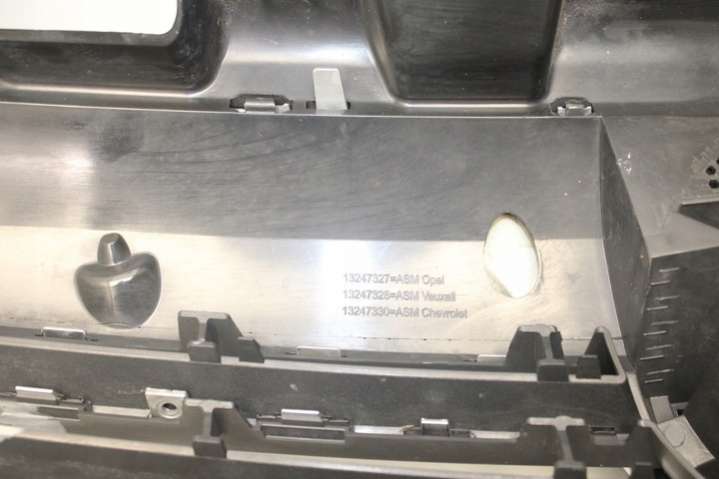 13247327=ASM Opel
13247328=ASM Vauxall
13247330=ASM Chevrolet